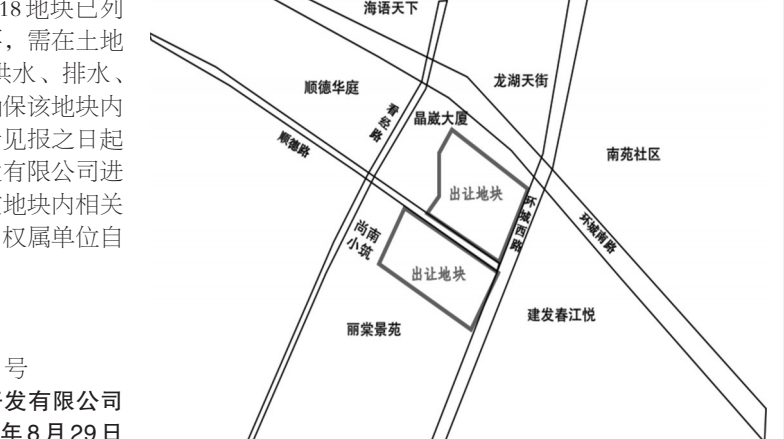 18地块已列
，需在土地
供水、排水、
确保该地块内
见报之日起
有限公司进
地块内相关
权属单位自
号
开发有限公司
年8月29日
海语天下
顺德华庭
看经路
晶崴大厦
龙湖天街
南苑社区
顺德路
出让地块
环城西路
环城南路
尚南
小筑
出让地块
丽棠景苑
建发春江悦